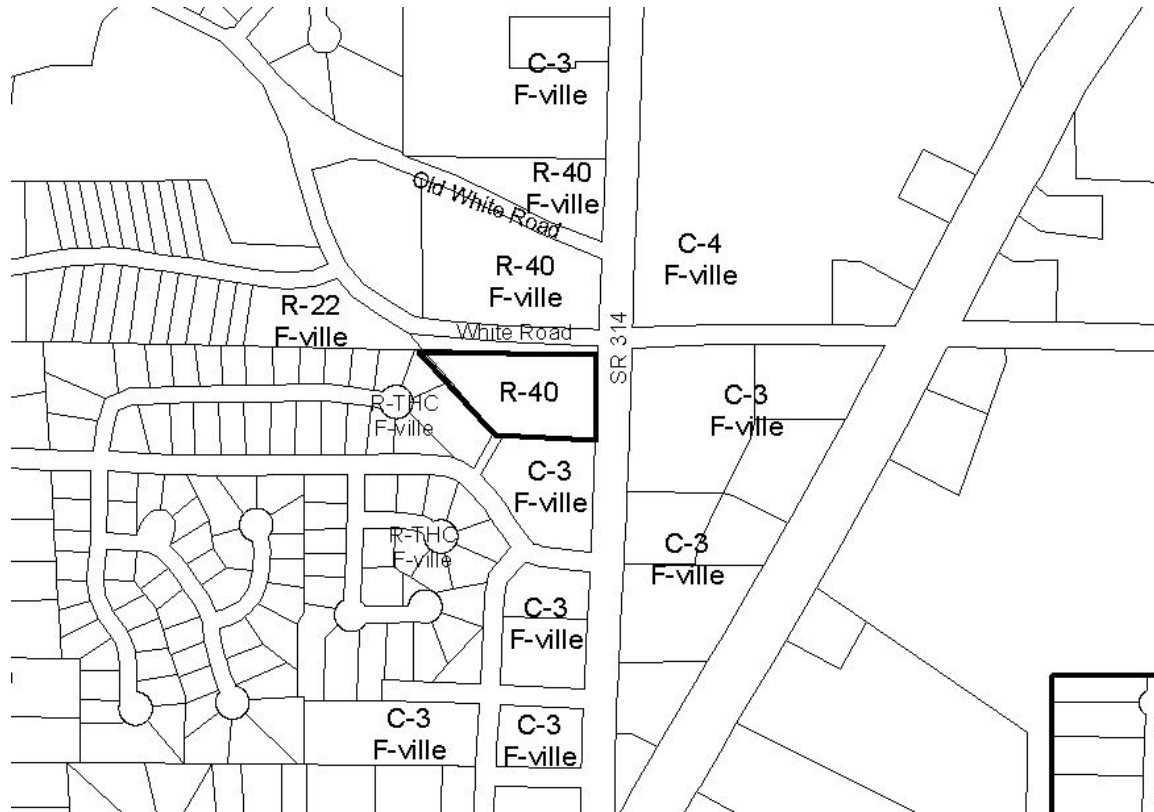 C-3
F-ville
R-40
F-ville
Old White Road
C-4
F-ville
R-40
F-ville
R-22
F-ville
White Road
SR 314
R-40
C-3
F-ville
R-THC
F-ville
C-3
F-ville
R-THC
F-ville
C-3
F-ville
C-3
F-ville
C-3
F-ville
C-3
F-ville